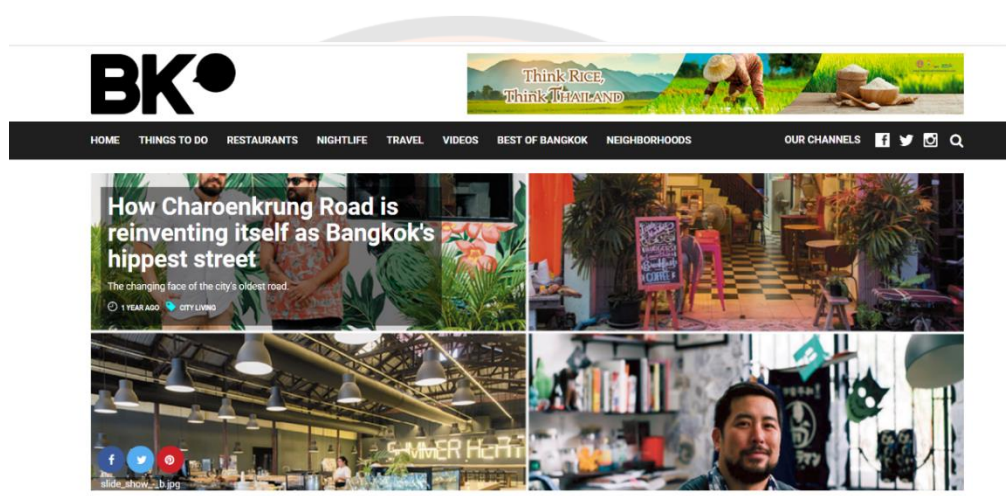 BK
Think Rice,
Think Thailand
HOME THINGS TO DO RESTAURANTS NIGHTLIFE TRAVEL VIDEOS BEST OF BANGKOK NEIGHBORHOODS OUR CHANNELS
How Charoenkrung Road is
reinventing itself as Bangkok's
hippest street
The changing face of the city's oldest road.
1 YEAR AGO CITY LIVING
Breakfast
COFFEE
SUMMER HEAT
slide_show_-_b.jpg